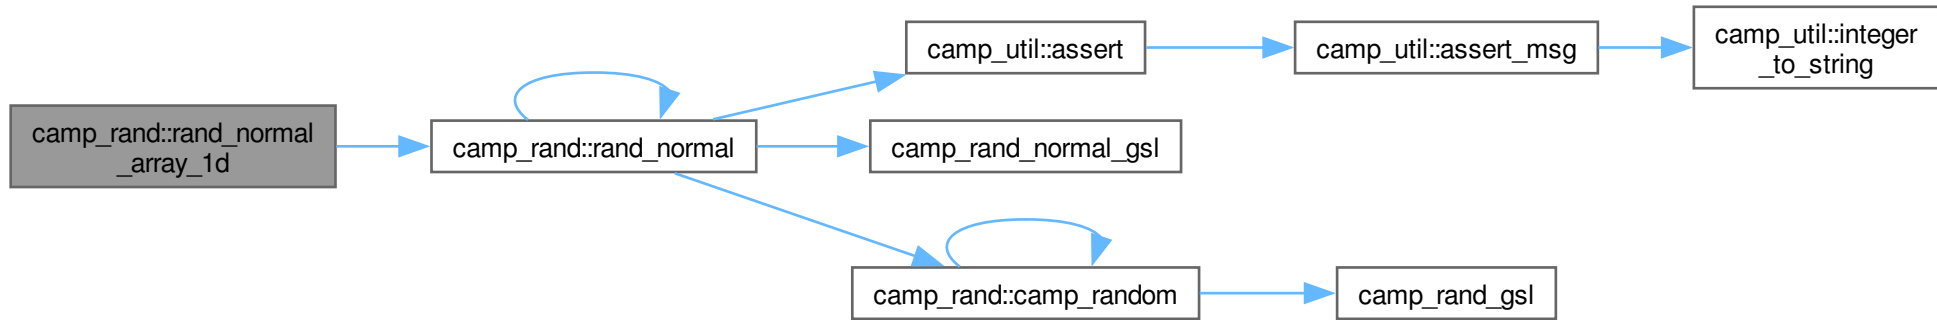 camp_rand::rand_normal
_array_1d
camp_rand::rand_normal
camp_util::assert
camp_util::assert_msg
camp_util::integer
_to_string
camp_rand_normal_gsl
camp_rand::camp_random
camp_rand_gsl